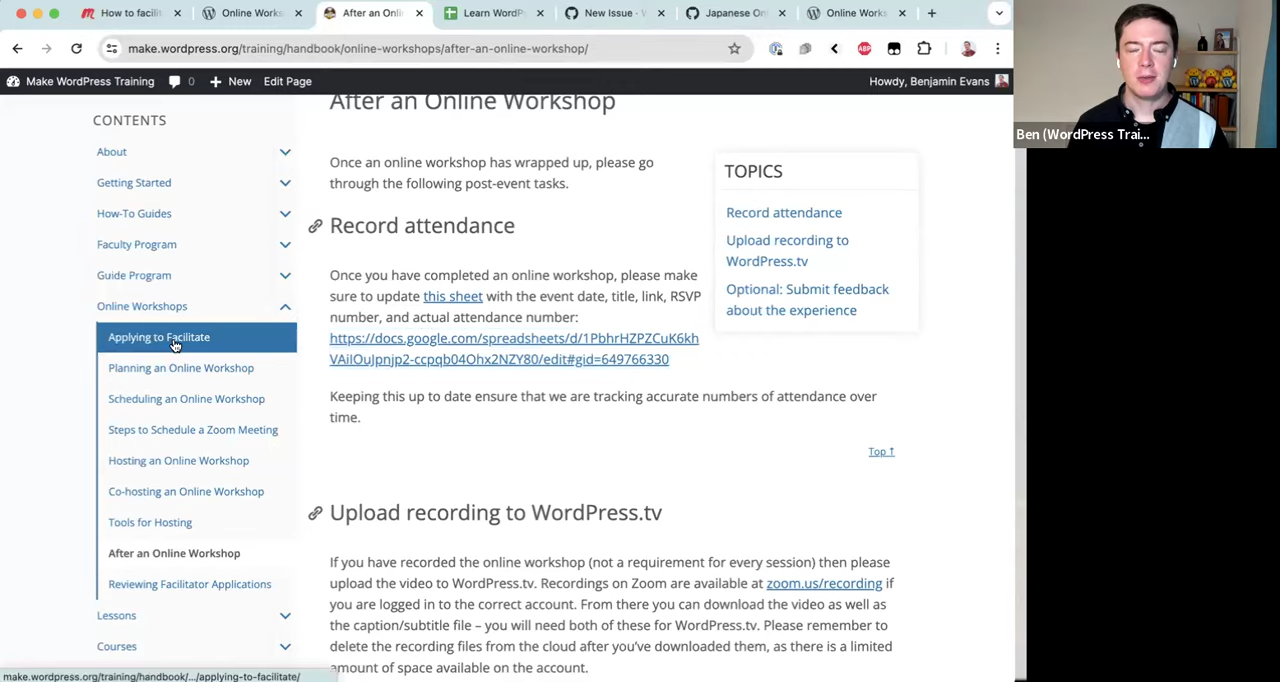 How to facilit
Online Works
After an Onli
Learn WordP
New Issue · W
Japanese Onl
Online Works
make.wordpress.org/training/handbook/online-workshops/after-an-online-workshop/
ABP
Make WordPress Training
0
New
Edit Page
Howdy, Benjamin Evans
Ben (WordPress Trai...
CONTENTS
About
Getting Started
How-To Guides
Faculty Program
Guide Program
Online Workshops
Applying to Facilitate
Planning an Online Workshop
Scheduling an Online Workshop
Steps to Schedule a Zoom Meeting
Hosting an Online Workshop
Co-hosting an Online Workshop
Tools for Hosting
After an Online Workshop
Reviewing Facilitator Applications
Lessons
Courses
After an Online Workshop
Once an online workshop has wrapped up, please go
through the following post-event tasks.
Record attendance
Once you have completed an online workshop, please make
sure to update this sheet with the event date, title, link, RSVP
number, and actual attendance number:
https://docs.google.com/spreadsheets/d/1PbhrHZPZCuK6kh
VAiIOuJpnjp2-ccpqb04Ohx2NZY80/edit#gid=649766330
Keeping this up to date ensure that we are tracking accurate numbers of attendance over
time.
Top ↑
TOPICS
Record attendance
Upload recording to
WordPress.tv
Optional: Submit feedback
about the experience
Upload recording to WordPress.tv
If you have recorded the online workshop (not a requirement for every session) then please
upload the video to WordPress.tv. Recordings on Zoom are available at zoom.us/recording if
you are logged in to the correct account. From there you can download the video as well as
the caption/subtitle file – you will need both of these for WordPress.tv. Please remember to
delete the recording files from the cloud after you've downloaded them, as there is a limited
amount of space available on the account.
make.wordpress.org/training/handbook/.../applying-to-facilitate/